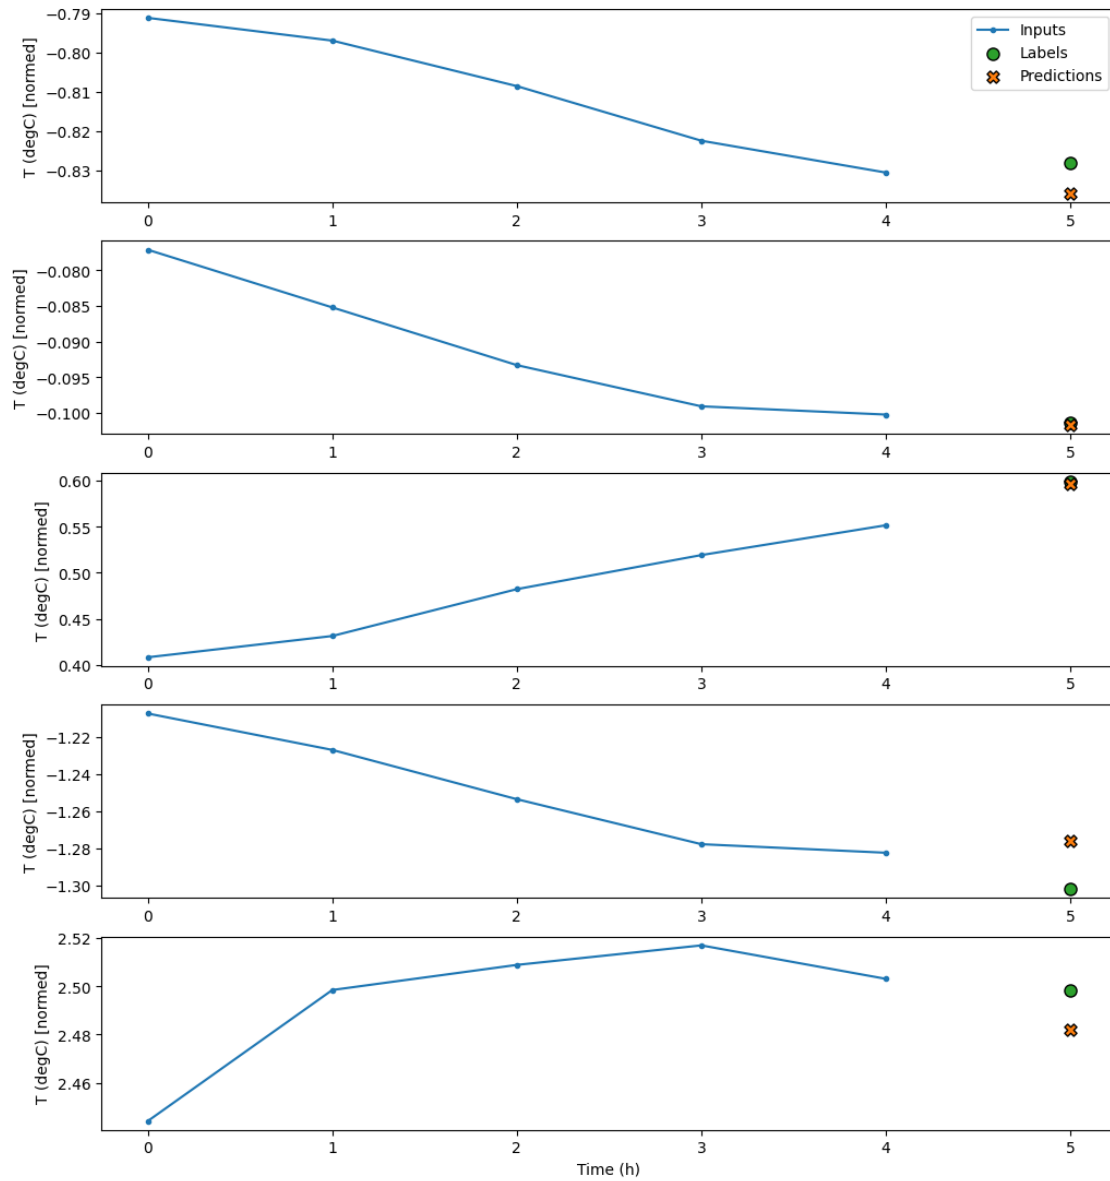 −0.79
−0.80
−0.81
−0.82
−0.83
T (degC) [normed]
Inputs
Labels
Predictions
0 1 2 3 4 5
−0.080
−0.085
−0.090
−0.095
−0.100
T (degC) [normed]
0 1 2 3 4 5
0.60
0.55
0.50
0.45
0.40
T (degC) [normed]
0 1 2 3 4 5
−1.22
−1.24
−1.26
−1.28
−1.30
T (degC) [normed]
0 1 2 3 4 5
2.52
2.50
2.48
2.46
T (degC) [normed]
0 1 2 3 4 5
Time (h)